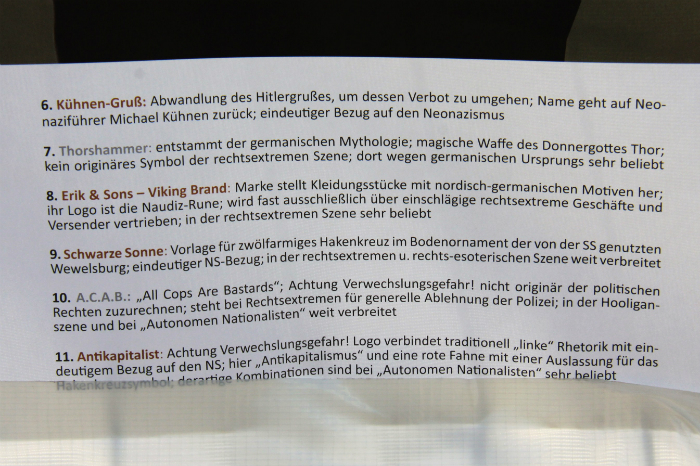 6. Kühnen-Gruß: Abwandlung des Hitlergrußes, um dessen Verbot zu umgehen; Name geht auf Neo-
naziführer Michael Kühnen zurück; eindeutiger Bezug auf den Neonazismus
7. Thorshammer: entstammt der germanischen Mythologie; magische Waffe des Donnergottes Thor;
kein originäres Symbol der rechtsextremen Szene; dort wegen germanischen Ursprungs sehr beliebt
8. Erik & Sons – Viking Brand: Marke stellt Kleidungsstücke mit nordisch-germanischen Motiven her;
ihr Logo ist die Naudiz-Rune; wird fast ausschließlich über einschlägige rechtsextreme Geschäfte und
Versender vertrieben; in der rechtsextremen Szene sehr beliebt
9. Schwarze Sonne: Vorlage für zwölfarmiges Hakenkreuz im Bodenornament der von der SS genutzten
Wewelsburg; eindeutiger NS-Bezug; in der rechtsextremen u. rechts-esoterischen Szene weit verbreitet
10. A.C.A.B.: „All Cops Are Bastards“; Achtung Verwechslungsgefahr! nicht originär der politischen
Rechten zuzurechnen; steht bei Rechtsextremen für generelle Ablehnung der Polizei; in der Hooligan-
szene und bei „Autonomen Nationalisten“ weit verbreitet
11. Antikapitalist: Achtung Verwechslungsgefahr! Logo verbindet traditionell „linke“ Rhetorik mit ein-
deutigem Bezug auf den NS; hier „Antikapitalismus“ und eine rote Fahne mit einer Auslassung für das
Hakenkreuzsymbol; derartige Kombinationen sind bei „Autonomen Nationalisten“ sehr beliebt